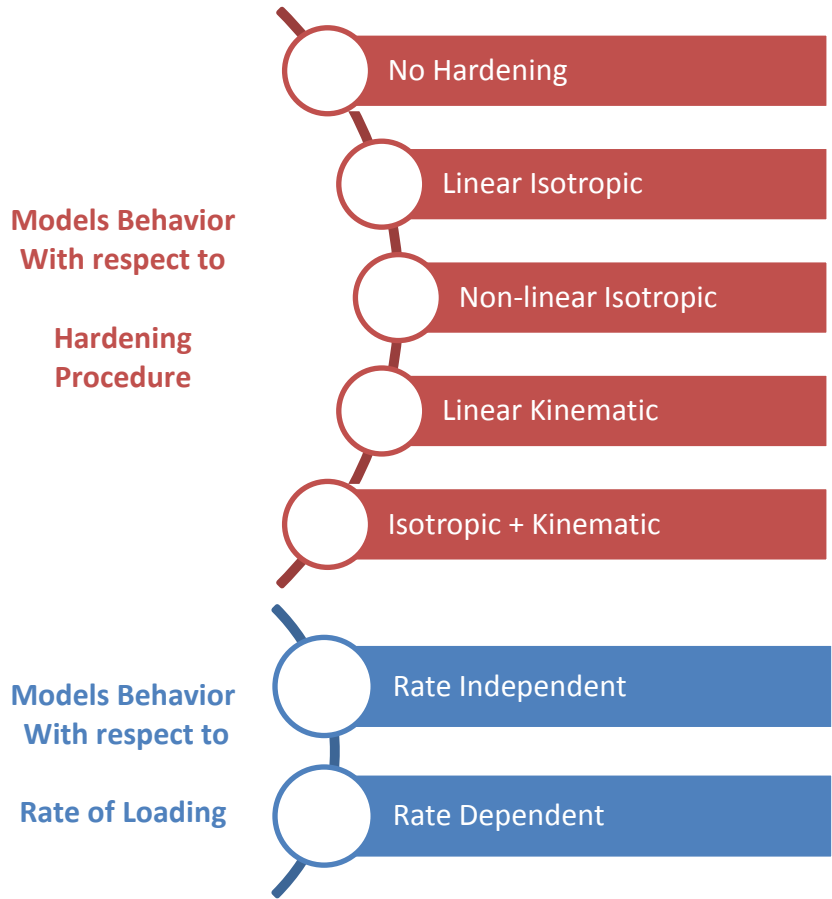 Models Behavior
With respect to
Hardening
Procedure
No Hardening
Linear Isotropic
Non-linear Isotropic
Linear Kinematic
Isotropic + Kinematic
Models Behavior
With respect to
Rate of Loading
Rate Independent
Rate Dependent